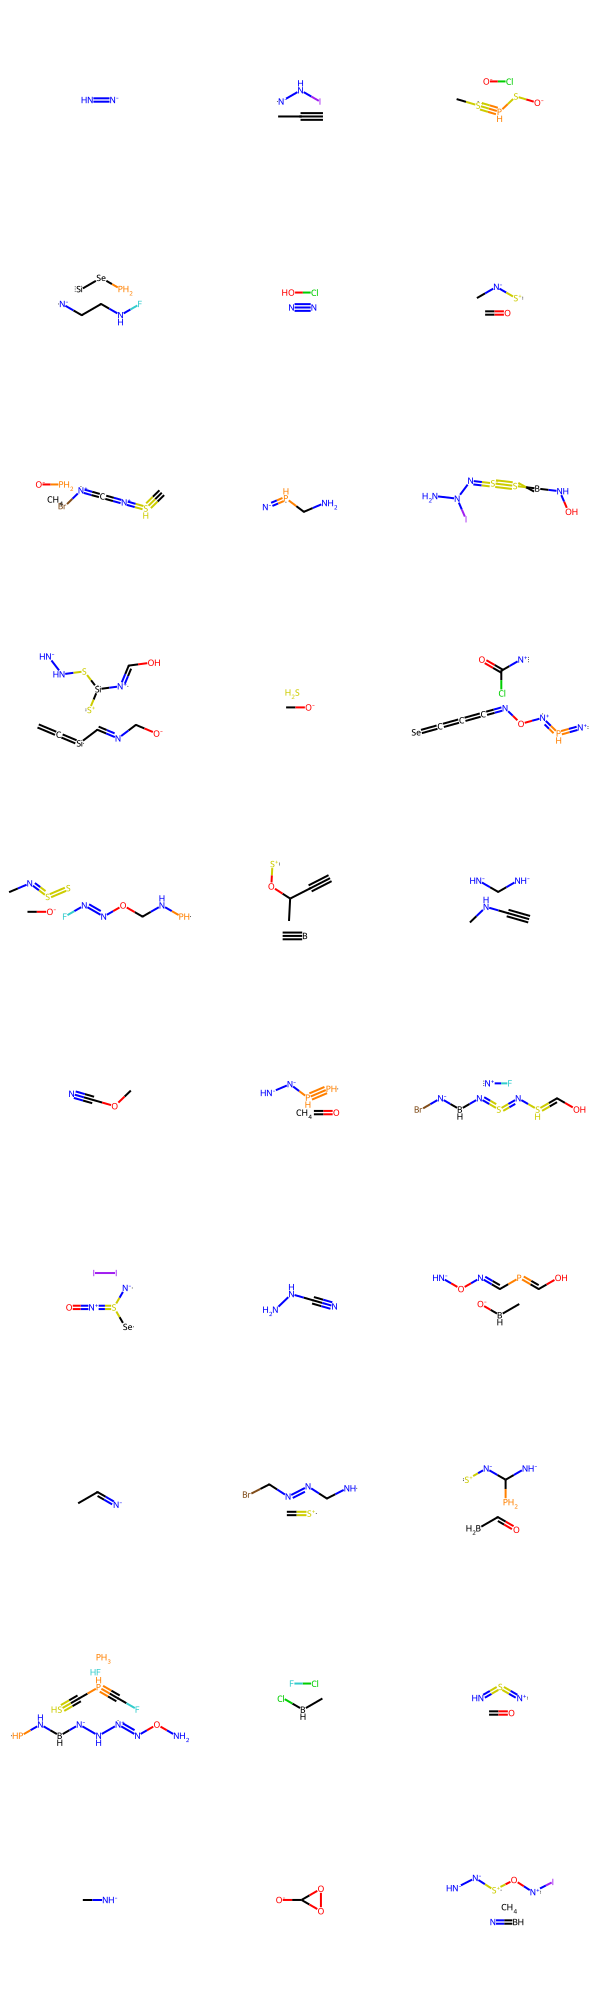 HN N⁻
N H N I
O⁻ Cl
S P H S O⁻
:Si Se PH₂
N⁺ N H F
HO Cl
N N
N⁺ S
O
O⁻ PH₂
CH₄ Br N⁺ C N⁺ S H
N⁻ P H NH₂
H₂N N I N S S B NH OH
HN⁻ HN S Si S N OH
C Si N O⁻
H₂S
O⁻
O N⁺: Cl
Se C C C N O N⁺ P H N⁺:
N S S
O⁻ F N N O N H PH
S O
B
HN⁻ NH⁻
N H
N O
HN N⁻ P H PH
CH₄ O
:N⁺ F
Br N⁻ B H N S N S H OH
I I
O N⁺ S N⁻ Se
H₂N N H N
HN O N P OH
O⁻ B H
N⁻
Br N N NH
S
S⁻ N⁻ NH⁻ PH₂
H₂B O
PH₃
HF
HS P H F
HP N H B H N⁻ N H N N O NH₂
F Cl
Cl B H
HN S N⁺
O
NH⁻
O O O
HN N⁻ S O N⁺ I
CH₄
N BH